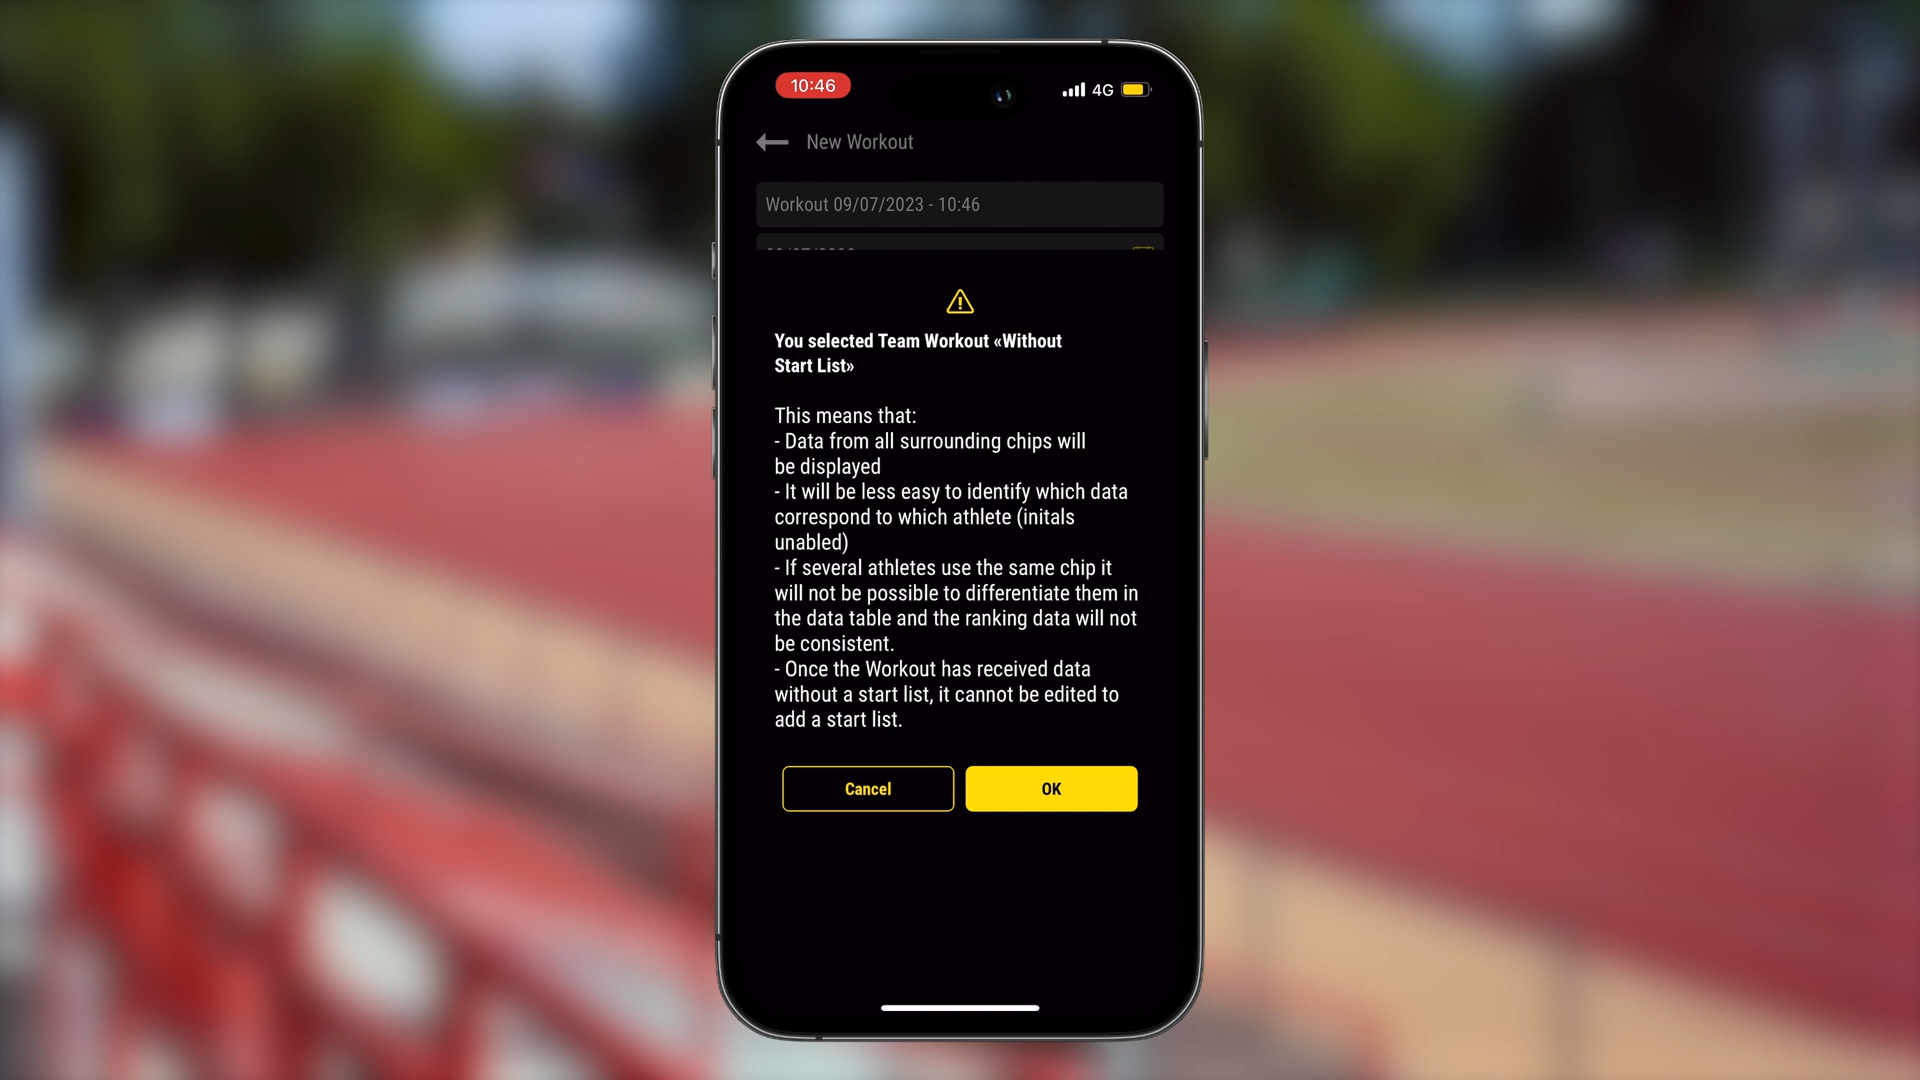 10:46
4G
New Workout
Workout 09/07/2023 - 10:46
You selected Team Workout «Without
Start List»
This means that:
- Data from all surrounding chips will
be displayed
- It will be less easy to identify which data
correspond to which athlete (initals
unabled)
- If several athletes use the same chip it
will not be possible to differentiate them in
the data table and the ranking data will not
be consistent.
- Once the Workout has received data
without a start list, it cannot be edited to
add a start list.
Cancel
OK